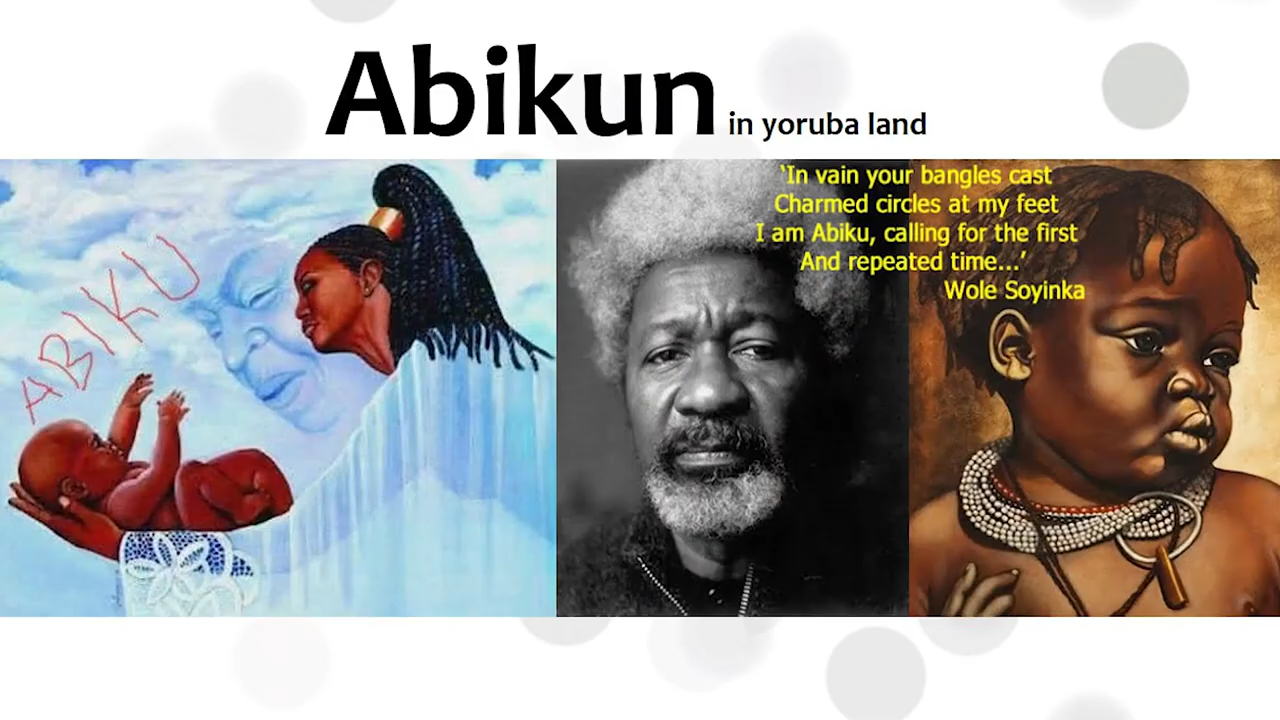 Abikun in yoruba land
ABIKU
‘In vain your bangles cast
Charmed circles at my feet
I am Abiku, calling for the first
And repeated time...’
Wole Soyinka